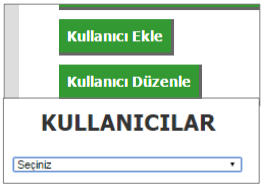 Kullanıcı Ekle
Kullanıcı Düzenle
KULLANICILAR
Seçiniz